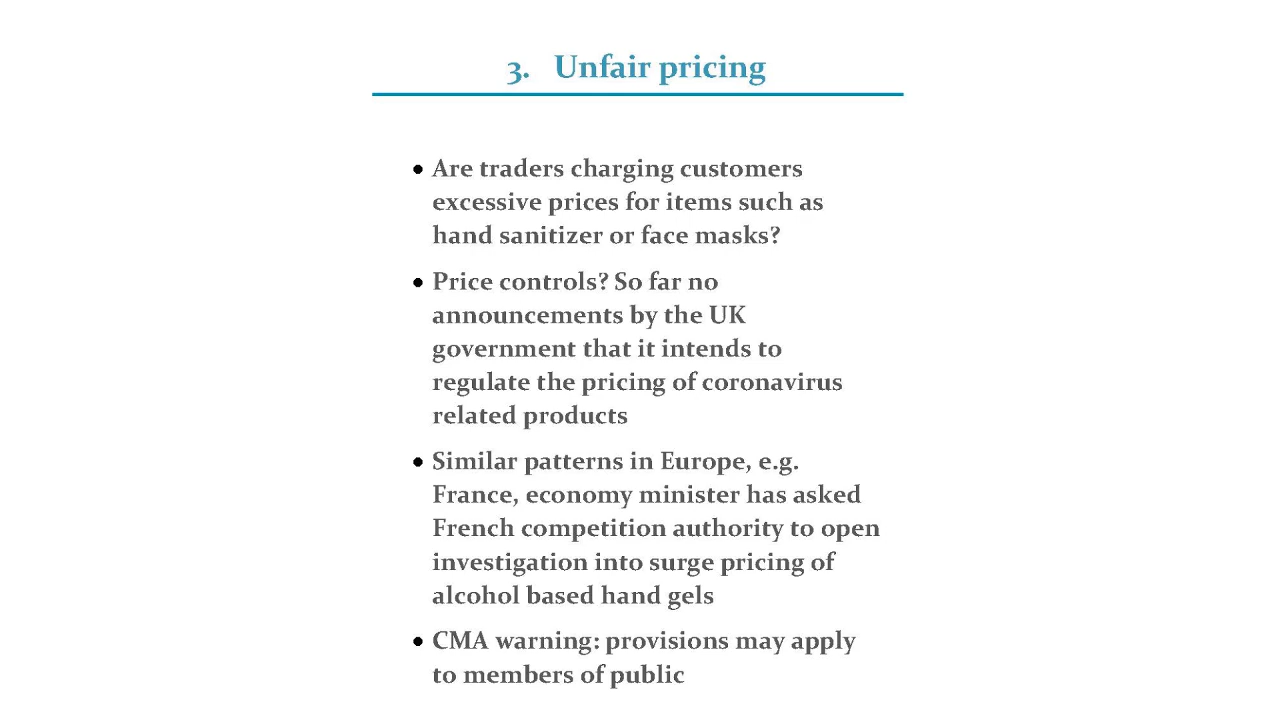 3. Unfair pricing
• Are traders charging customers
excessive prices for items such as
hand sanitizer or face masks?
• Price controls? So far no
announcements by the UK
government that it intends to
regulate the pricing of coronavirus
related products
• Similar patterns in Europe, e.g.
France, economy minister has asked
French competition authority to open
investigation into surge pricing of
alcohol based hand gels
• CMA warning: provisions may apply
to members of public